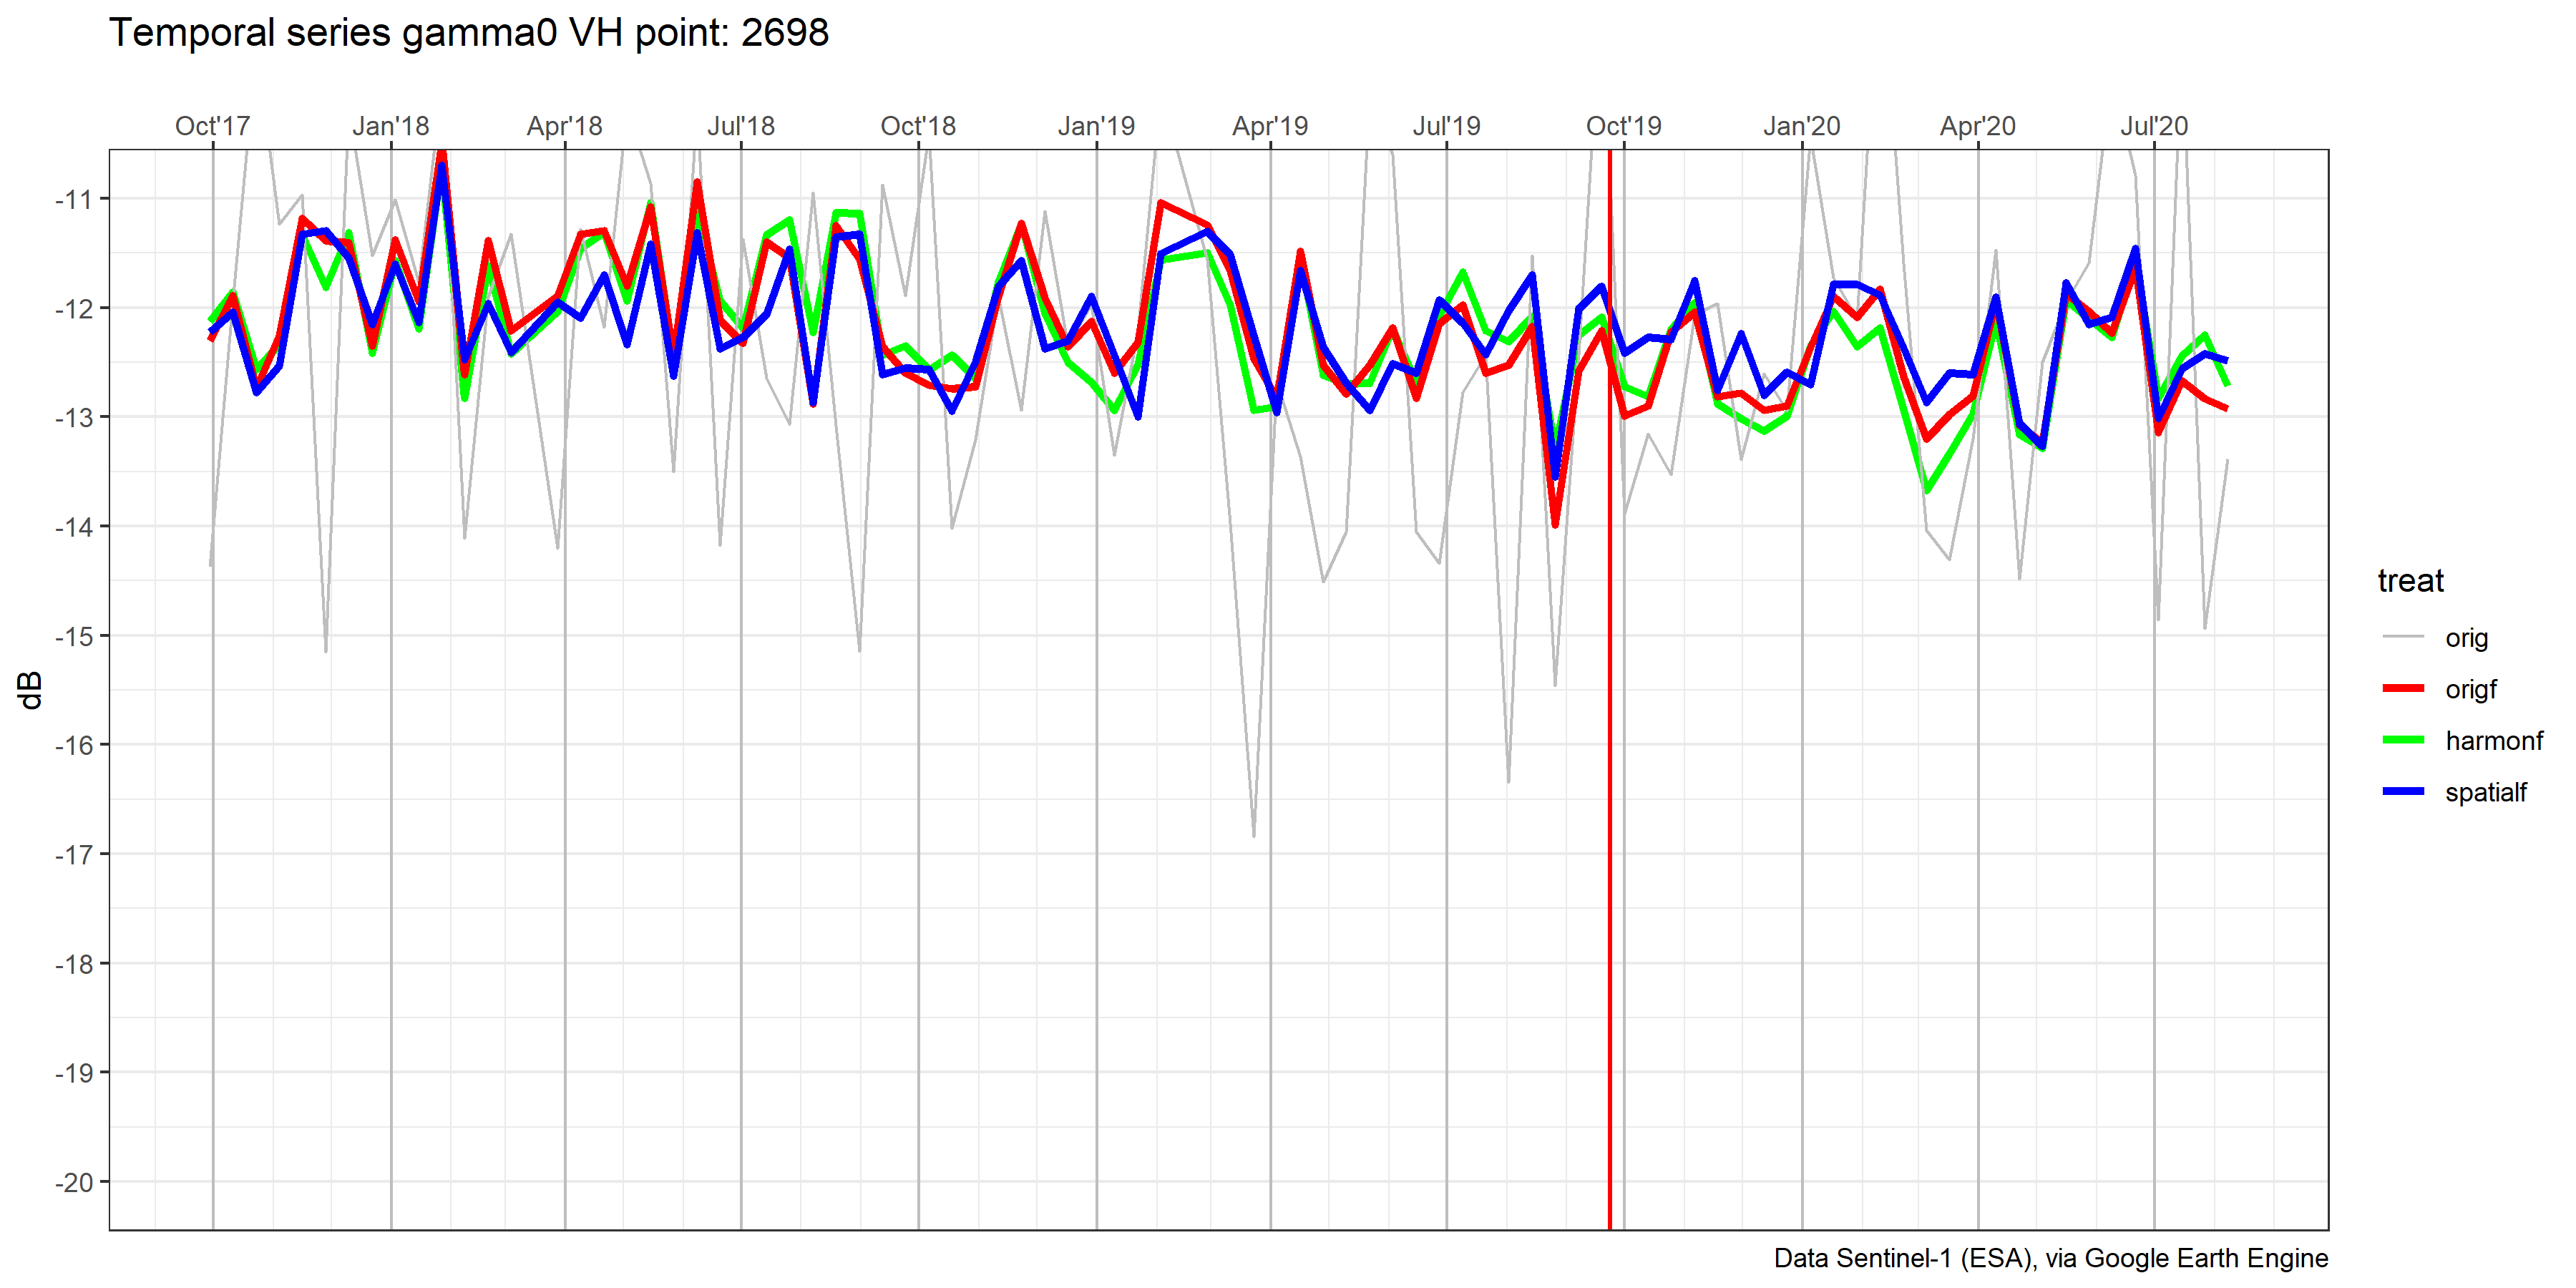 Temporal series gamma0 VH point: 2698
Oct'17 Jan'18 Apr'18 Jul'18 Oct'18 Jan'19 Apr'19 Jul'19 Oct'19 Jan'20 Apr'20 Jul'20
-11
-12
-13
-14
-15
-16
-17
-18
-19
-20
dB
treat
orig
origf
harmonf
spatialf
Data Sentinel-1 (ESA), via Google Earth Engine